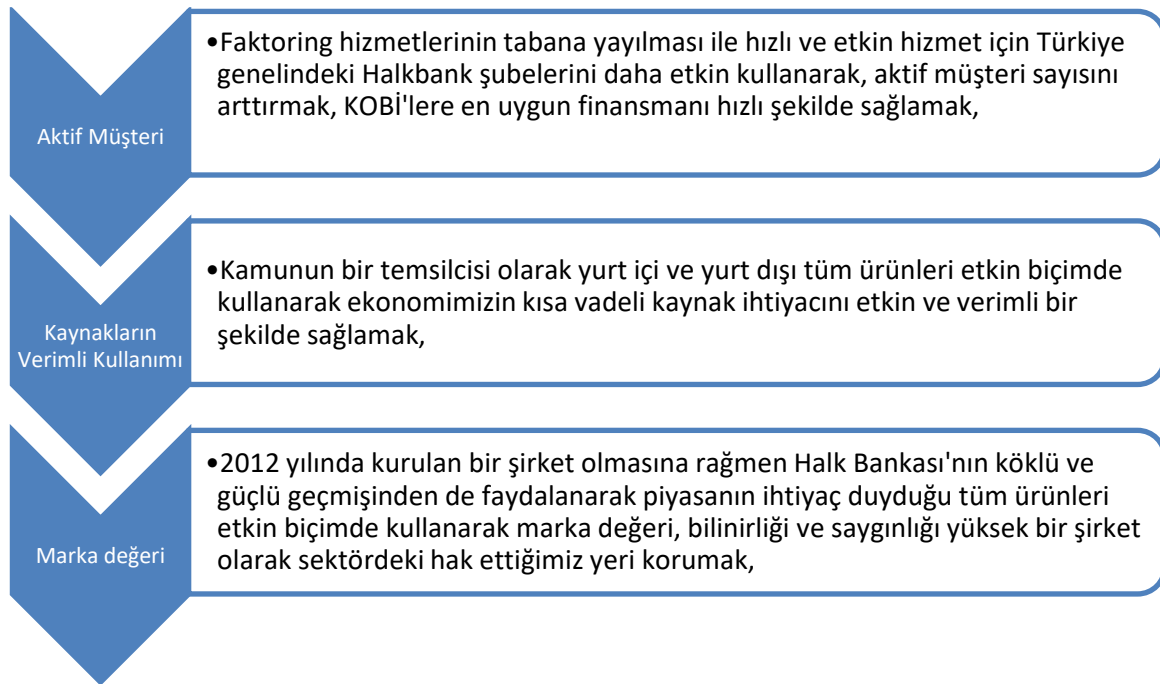 Aktif Müşteri
•Faktoring hizmetlerinin tabana yayılması ile hızlı ve etkin hizmet için Türkiye
genelindeki Halkbank şubelerini daha etkin kullanarak, aktif müşteri sayısını
arttırmak, KOBİ'lere en uygun finansmanı hızlı şekilde sağlamak,
Kaynakların
Verimli Kullanımı
•Kamunun bir temsilcisi olarak yurt içi ve yurt dışı tüm ürünleri etkin biçimde
kullanarak ekonomimizin kısa vadeli kaynak ihtiyacını etkin ve verimli bir
şekilde sağlamak,
Marka değeri
•2012 yılında kurulan bir şirket olmasına rağmen Halk Bankası'nın köklü ve
güçlü geçmişinden de faydalanarak piyasanın ihtiyaç duyduğu tüm ürünleri
etkin biçimde kullanarak marka değeri, bilinirliği ve saygınlığı yüksek bir şirket
olarak sektördeki hak ettiğimiz yeri korumak,